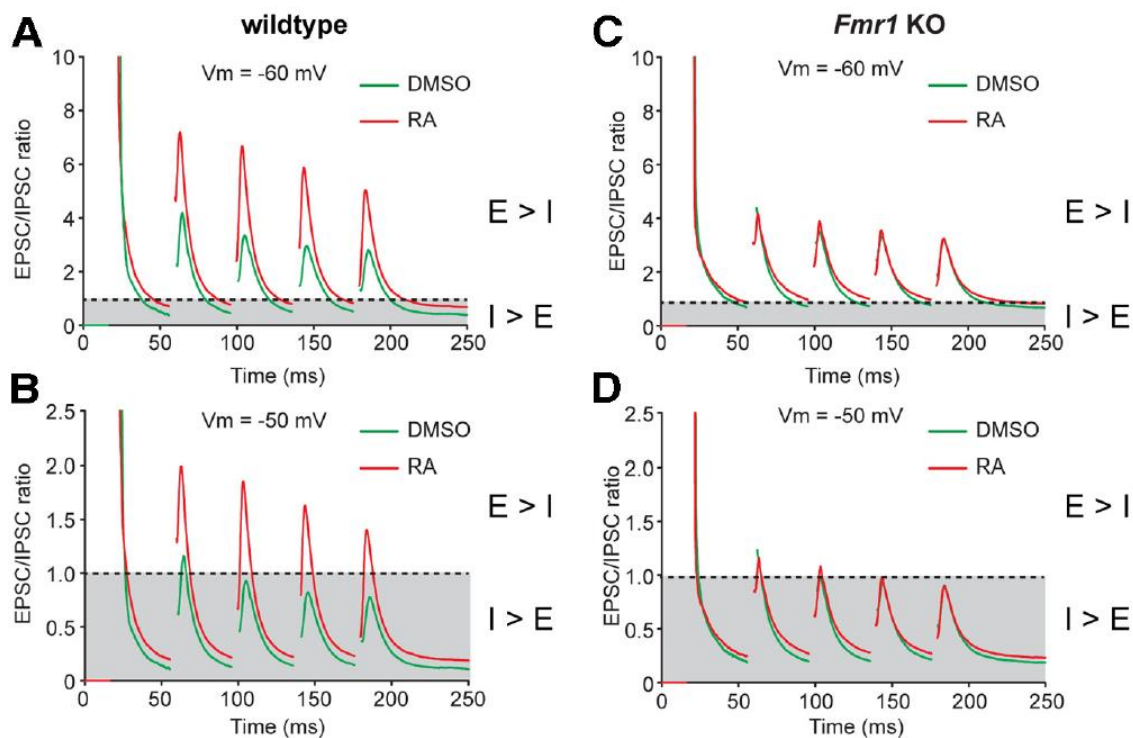 A
wildtype
EPSC/IPSC ratio
10
8
6
4
2
0
Vm = -60 mV
DMSO
RA
E > I
I > E
0 50 100 150 200 250
Time (ms)
C
Fmr1 KO
EPSC/IPSC ratio
10
8
6
4
2
0
Vm = -60 mV
DMSO
RA
E > I
I > E
0 50 100 150 200 250
Time (ms)
B
EPSC/IPSC ratio
2.5
2.0
1.5
1.0
0.5
0
Vm = -50 mV
DMSO
RA
E > I
I > E
0 50 100 150 200 250
Time (ms)
D
EPSC/IPSC ratio
2.5
2.0
1.5
1.0
0.5
0
Vm = -50 mV
DMSO
RA
E > I
I > E
0 50 100 150 200 250
Time (ms)